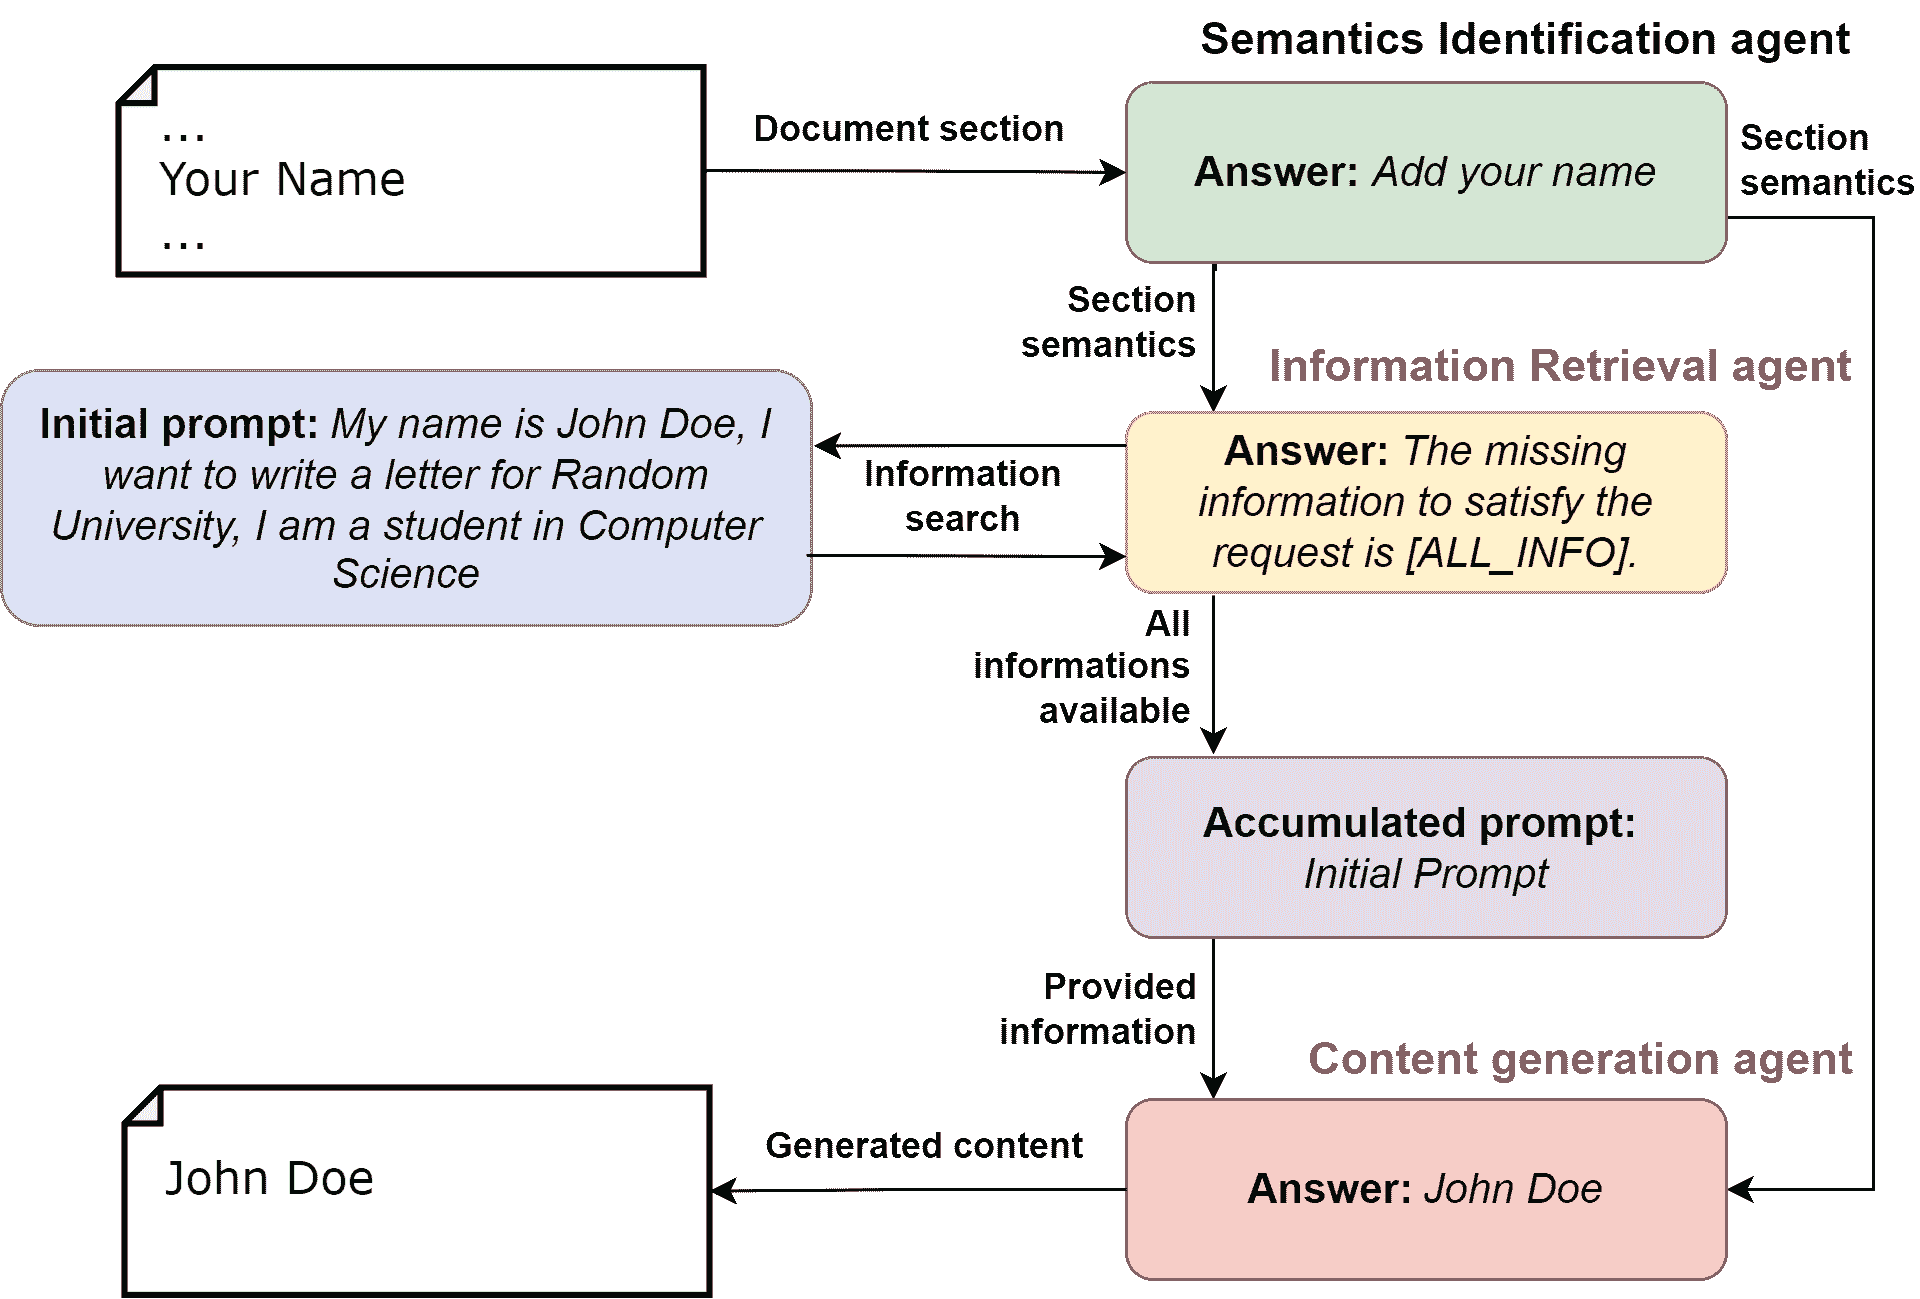 Semantics Identification agent
...
Your Name
...
Document section
Answer: Add your name
Section
semantics
Section
semantics
Information Retrieval agent
Initial prompt: My name is John Doe, I
want to write a letter for Random
University, I am a student in Computer
Science
Information
search
Answer: The missing
information to satisfy the
request is [ALL_INFO].
All
informations
available
Accumulated prompt:
Initial Prompt
Provided
information
Content generation agent
John Doe
Generated content
Answer: John Doe